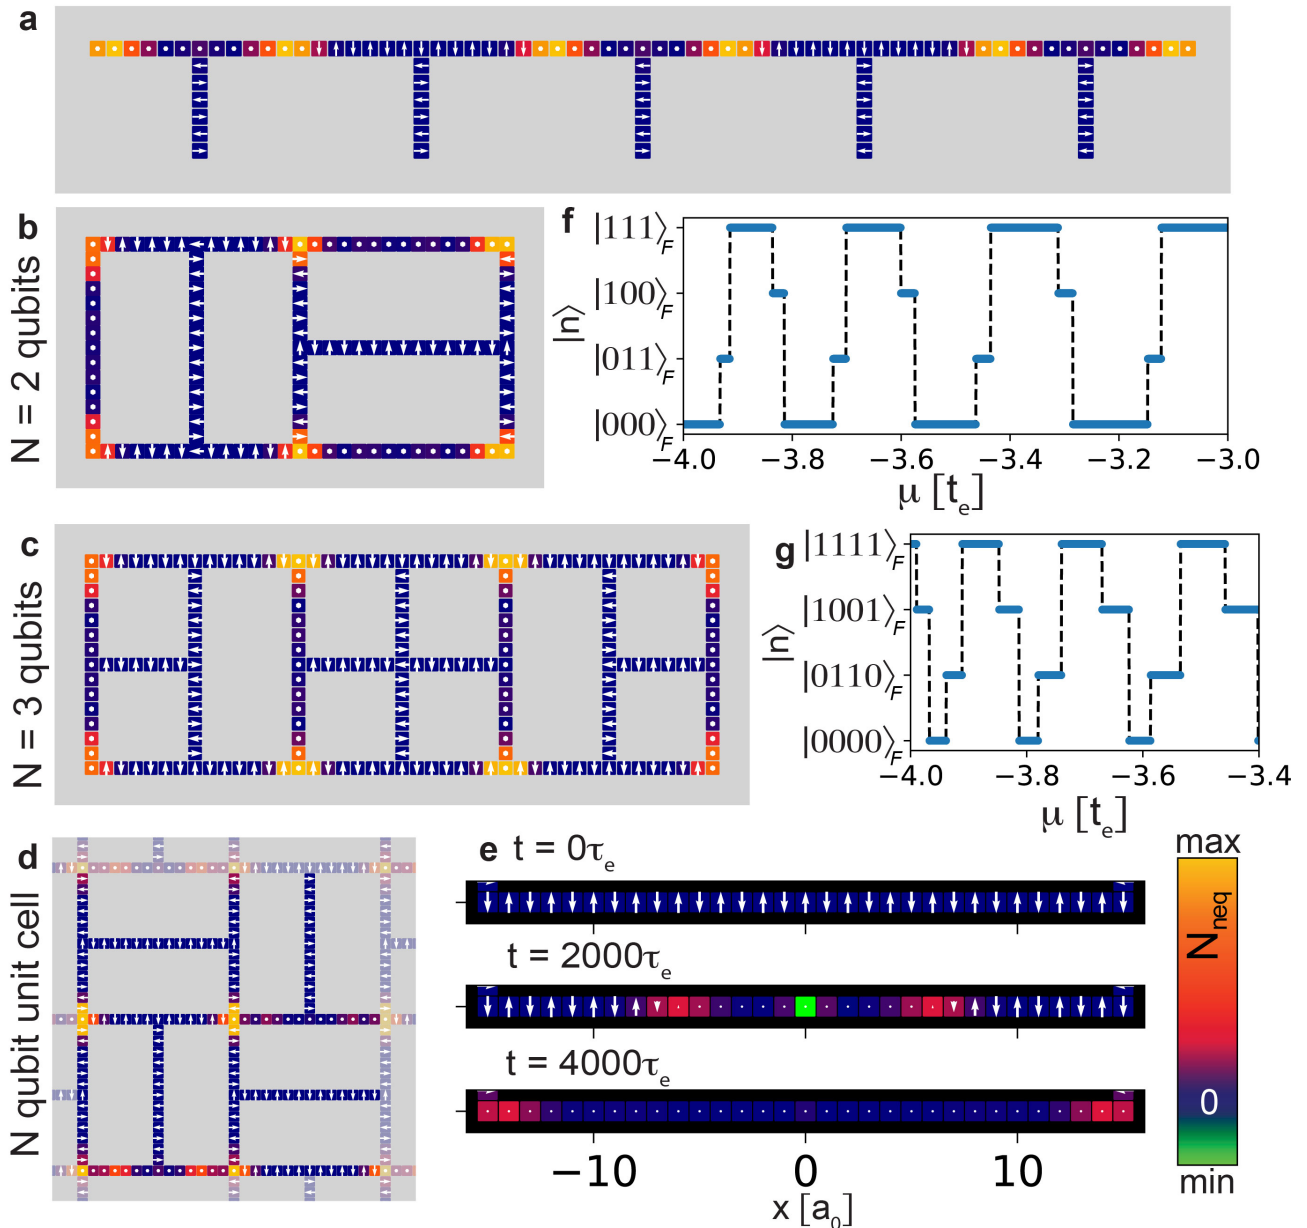 a
b
N = 2 qubits
f
|111⟩F
|100⟩F
|011⟩F
|000⟩F
|n⟩
−4.0 −3.8 −3.6 −3.4 −3.2 −3.0
μ [te]
c
N = 3 qubits
g
|1111⟩F
|1001⟩F
|0110⟩F
|0000⟩F
|n⟩
−4.0 −3.8 −3.6 −3.4
μ [te]
d
N qubit unit cell
e t = 0τe
t = 2000τe
t = 4000τe
−10 0 10
x [a0]
max
Nneq
0
min